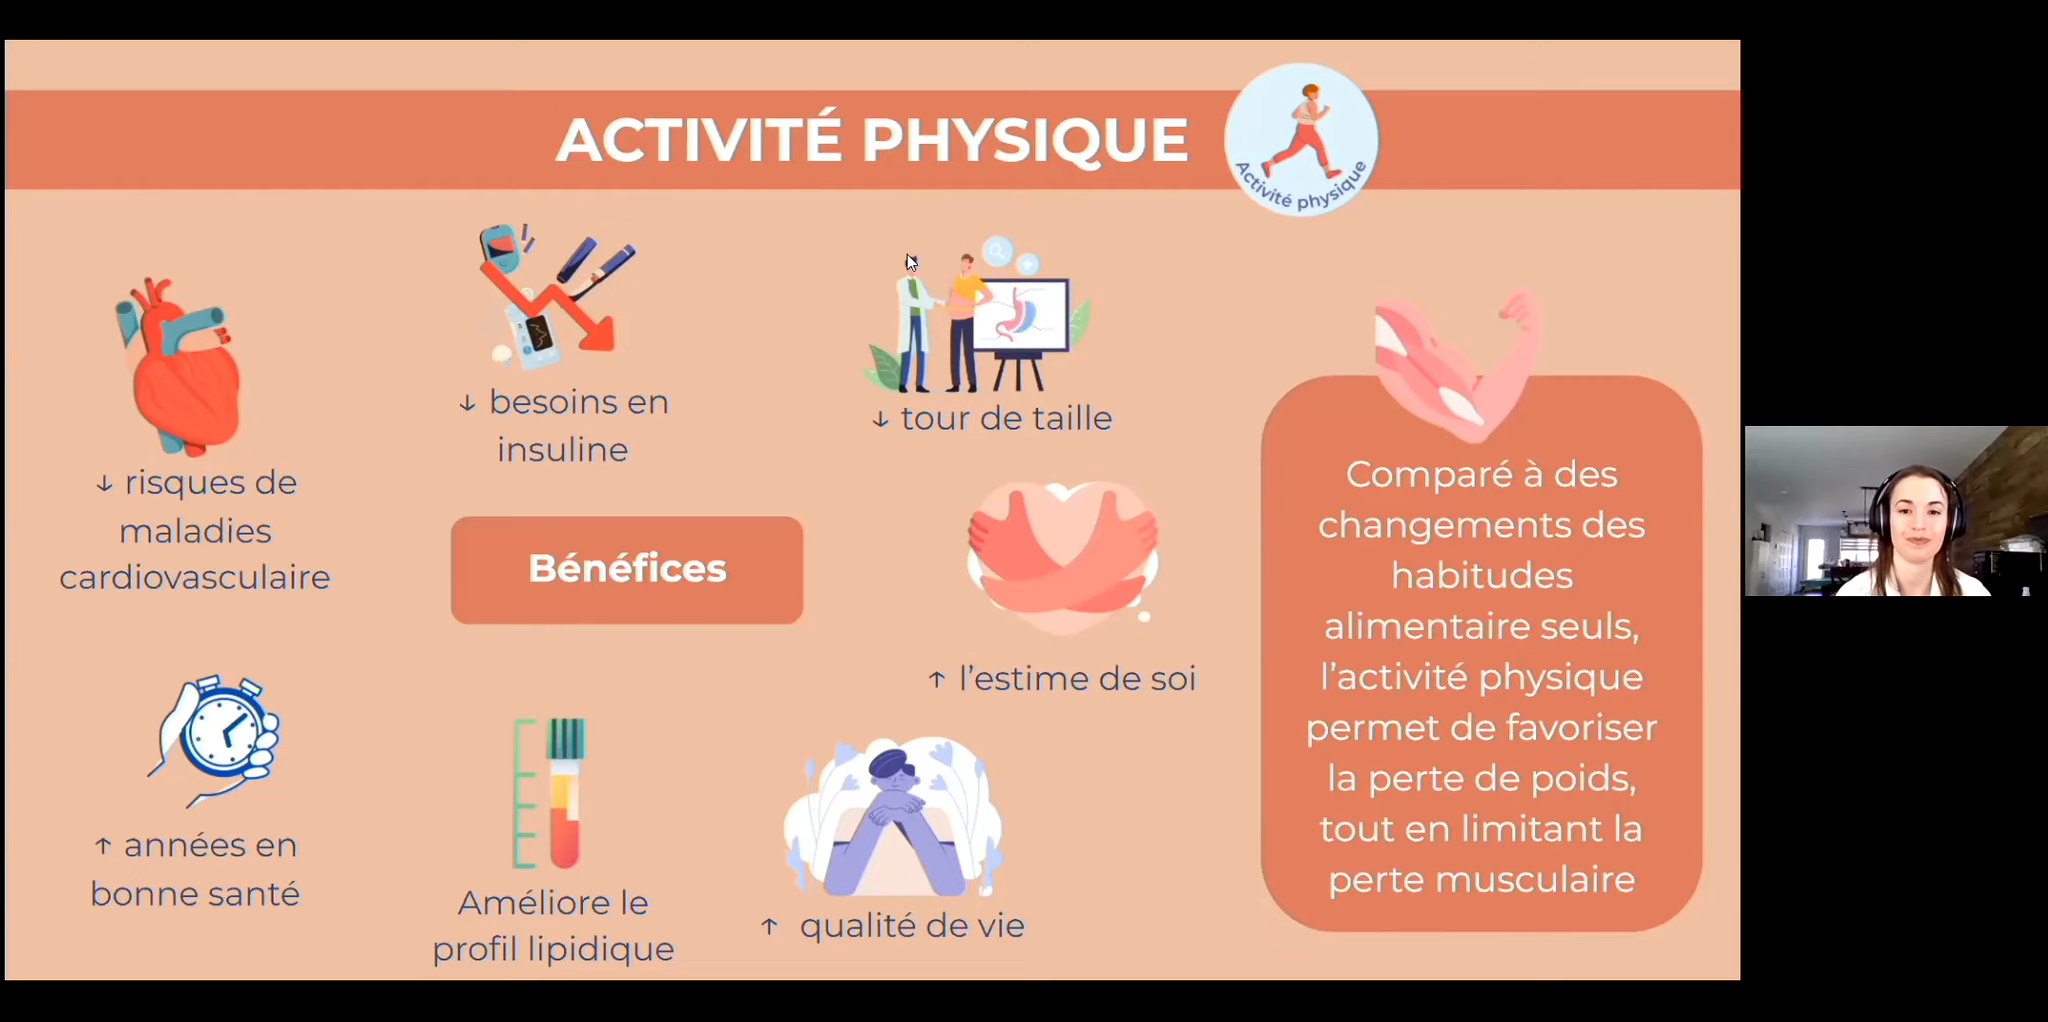 ACTIVITÉ PHYSIQUE
Activité physique
↓ risques de
maladies
cardiovasculaire
↓ besoins en
insuline
↓ tour de taille
Bénéfices
↑ l'estime de soi
↑ années en
bonne santé
Améliore le
profil lipidique
↑ qualité de vie
Comparé à des
changements des
habitudes
alimentaire seuls,
l'activité physique
permet de favoriser
la perte de poids,
tout en limitant la
perte musculaire